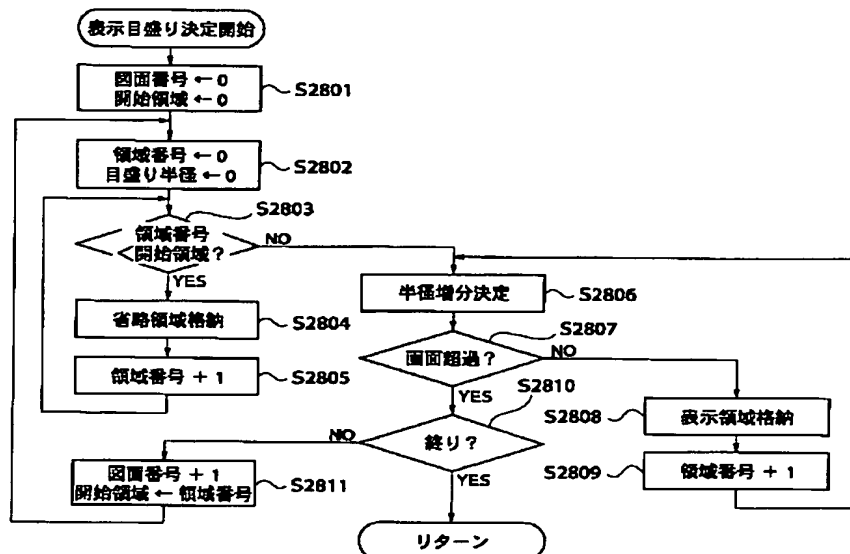 表示目盛り決定開始
図面番号 ← 0
開始領域 ← 0
S2801
領域番号 ← 0
目盛り半径 ← 0
S2802
S2803
領域番号
<開始領域?
NO
YES
省略領域格納
S2804
領域番号 + 1
S2805
半径増分決定
S2806
S2807
画面超過?
NO
YES
表示領域格納
S2808
領域番号 + 1
S2809
S2810
終り?
NO
YES
図面番号 + 1
開始領域 ← 領域番号
S2811
リターン